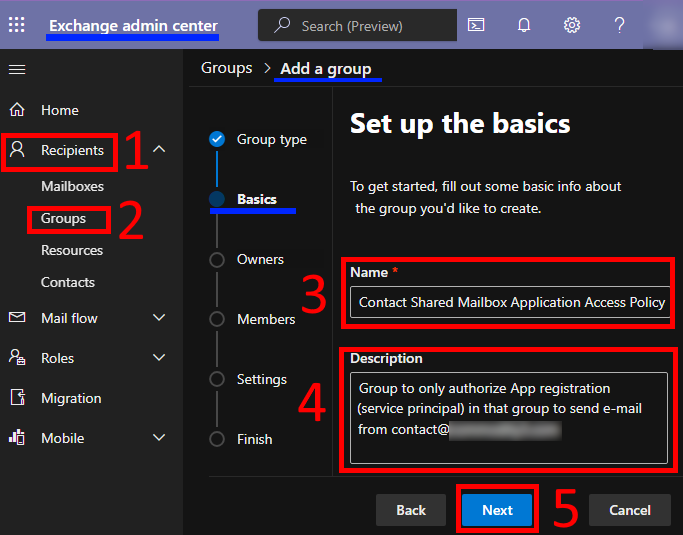 Exchange admin center
Search (Preview)
Home
Recipients
1
Mailboxes
Groups
2
Resources
Contacts
Mail flow
Roles
Migration
Mobile
Groups > Add a group
Group type
Basics
Owners
Members
Settings
Finish
Set up the basics
To get started, fill out some basic info about
the group you'd like to create.
3
Name *
Contact Shared Mailbox Application Access Policy
4
Description
Group to only authorize App registration
(service principal) in that group to send e-mail
from contact@
Back
Next
5
Cancel